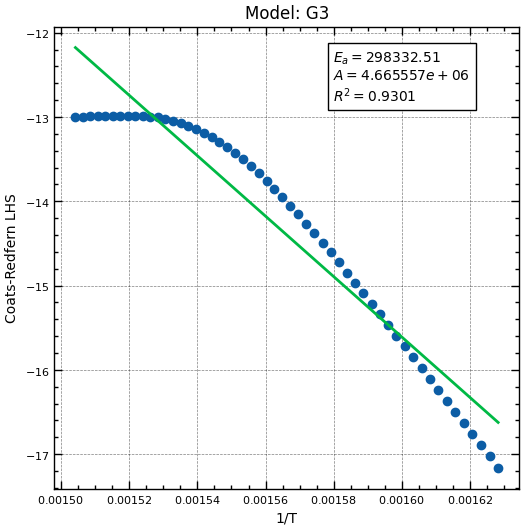 Model: G3
Coats-Redfern LHS
−12
−13
−14
−15
−16
−17
E_a = 298332.51
A = 4.665557e + 06
R² = 0.9301
0.00150 0.00152 0.00154 0.00156 0.00158 0.00160 0.00162
1/T